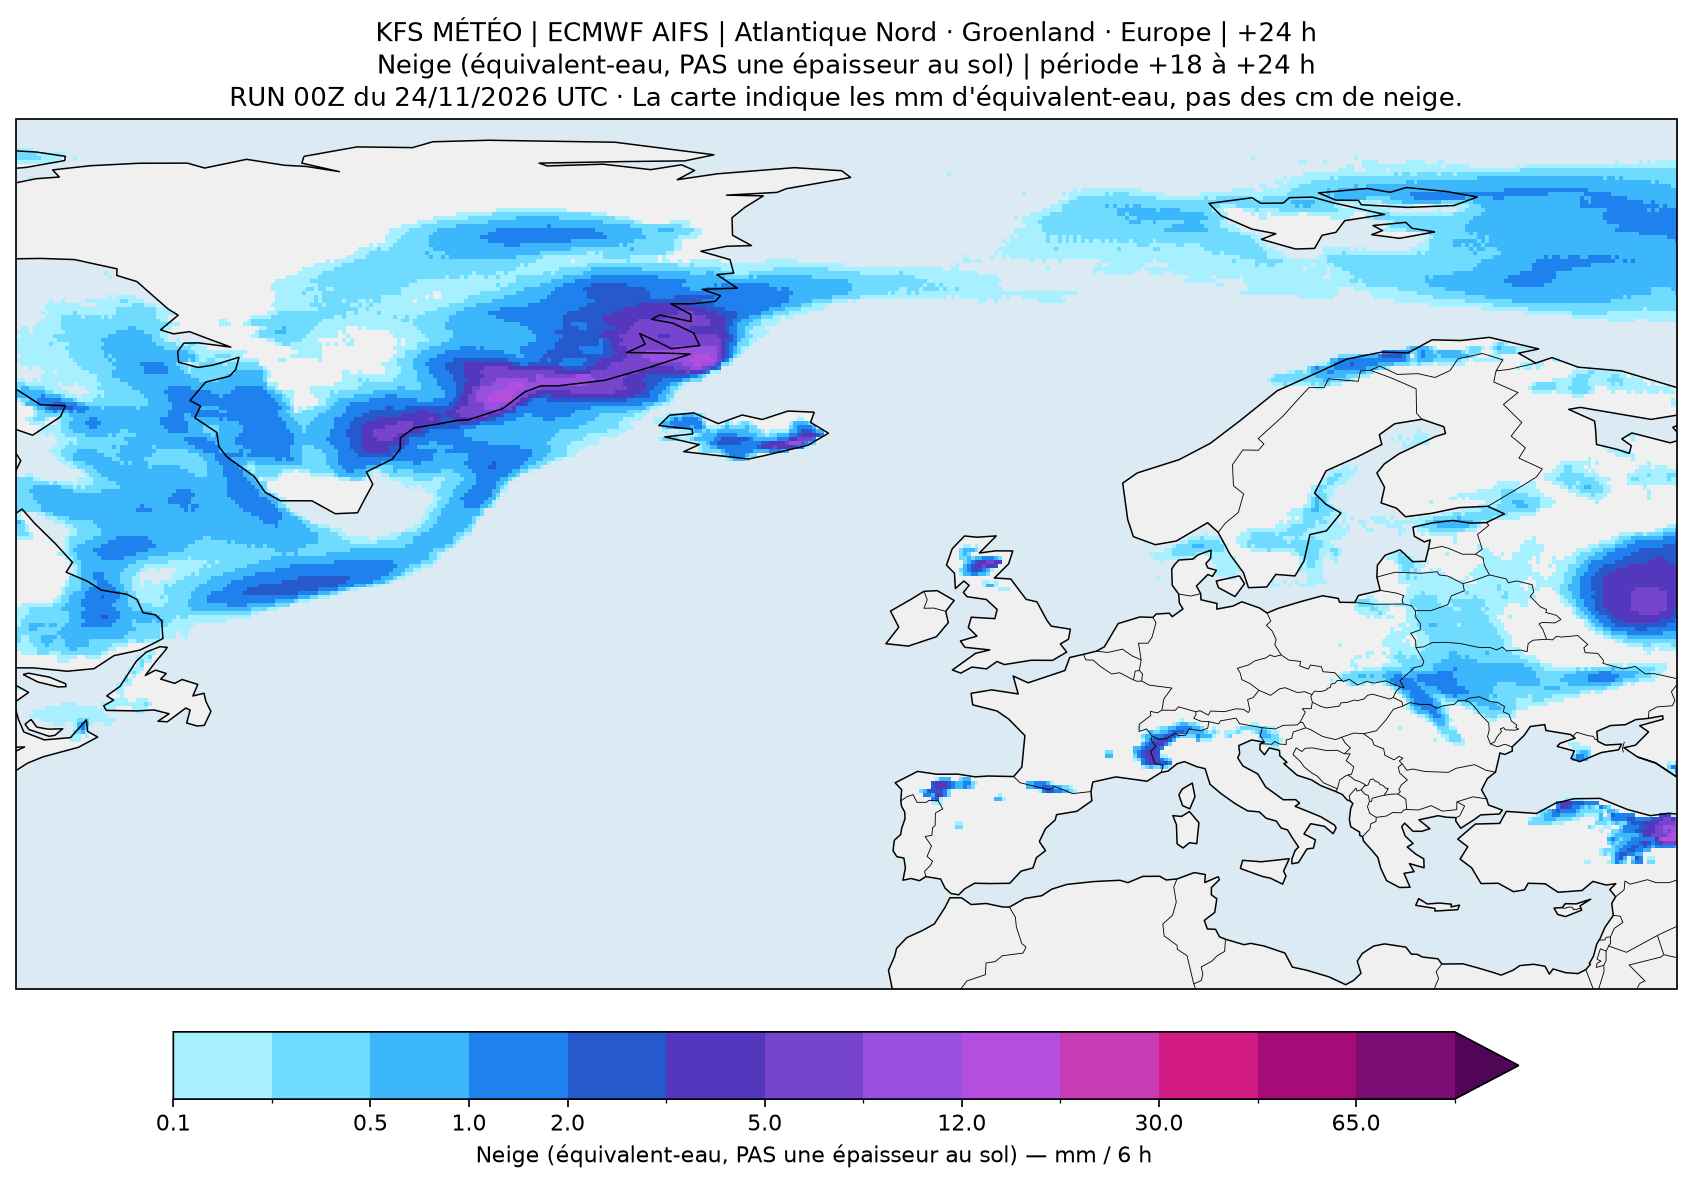 KFS MÉTÉO | ECMWF AIFS | Atlantique Nord · Groenland · Europe | +24 h
Neige (équivalent-eau, PAS une épaisseur au sol) | période +18 à +24 h
RUN 00Z du 24/11/2026 UTC · La carte indique les mm d'équivalent-eau, pas des cm de neige.
0.1 0.5 1.0 2.0 5.0 12.0 30.0 65.0
Neige (équivalent-eau, PAS une épaisseur au sol) — mm / 6 h